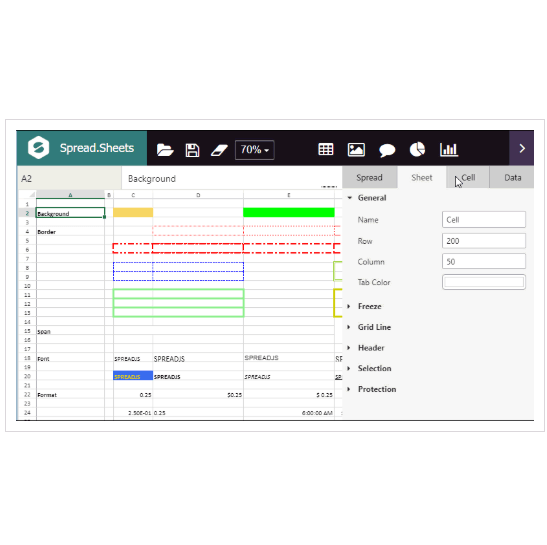 Spread.Sheets
70%
A2
Background
Spread
Sheet
Cell
Data
General
Name
Cell
Row
200
Column
50
Tab Color
Freeze
Grid Line
Header
Selection
Protection
A B C D E
1
2 Background
3
4 Border
5
6
7
8
9
10
11
12
13
14
15 span
16
17
18 Font SPREADJS SPREADJS SPREADJS SP
19
20 SPREADJS SPREADJS SPREADJS SP
21
22 Format 0.25 $0.25 $ 0.25
23
24 2.50E-01 0.25 6:00:00 AM